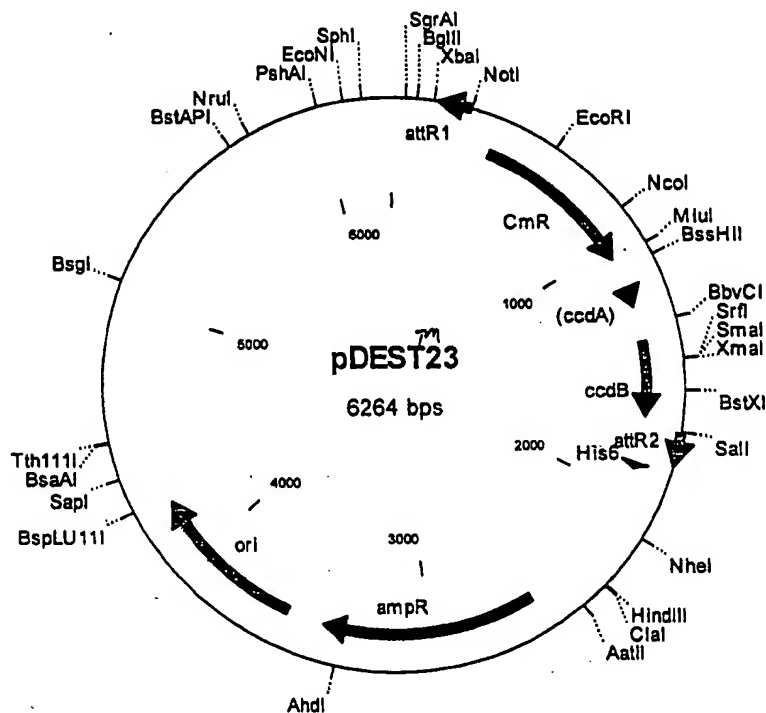 SgrAI
BglII
XbaI
NotI
SphI
EcoNI
PshAI
NruI
BstAPI
attR1
EcoRI
NcoI
MluI
BssHII
CmR
6000
BsgI
1000
(ccdA)
BbvCI
SrfI
SmaI
XmaI
5000
TM
pDEST23
6264 bps
ccdB
BstXI
attR2
SalI
His6
2000
Tth111I
BsaAI
SapI
BspLU11I
4000
ori
3000
ampR
NheI
HindIII
ClaI
AatII
AhdI